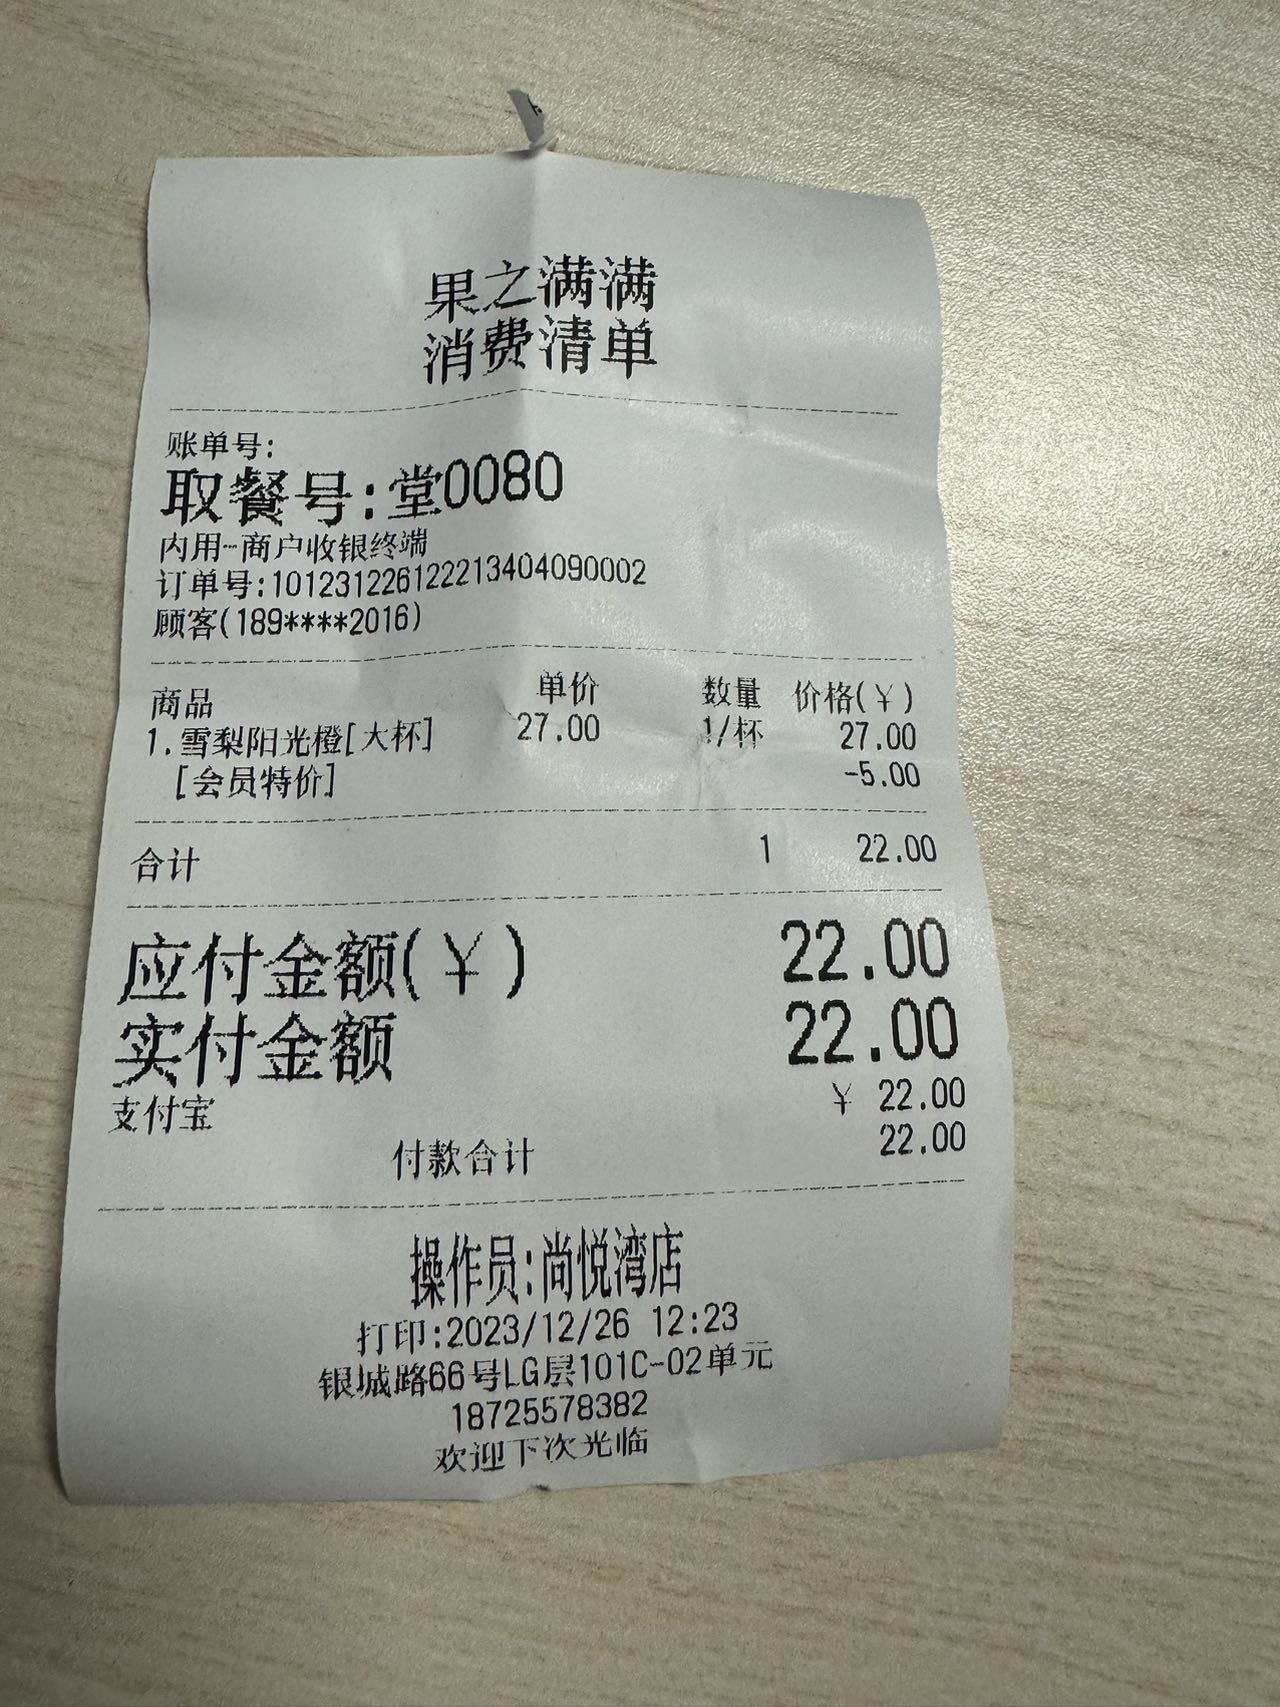 果之满满
消费清单
账单号:
取餐号:堂0080
内用--商户收银终端
订单号:101231226122213404090002
顾客(189****2016)
商品 单价 数量 价格(￥)
1.雪梨阳光橙[大杯] 27.00 1/杯 27.00
[会员特价] -5.00
合计 1 22.00
应付金额(￥) 22.00
实付金额 22.00
支付宝 ￥ 22.00
付款合计 22.00
操作员:尚悦湾店
打印:2023/12/26 12:23
银城路66号LG层101C-02单元
18725578382
欢迎下次光临